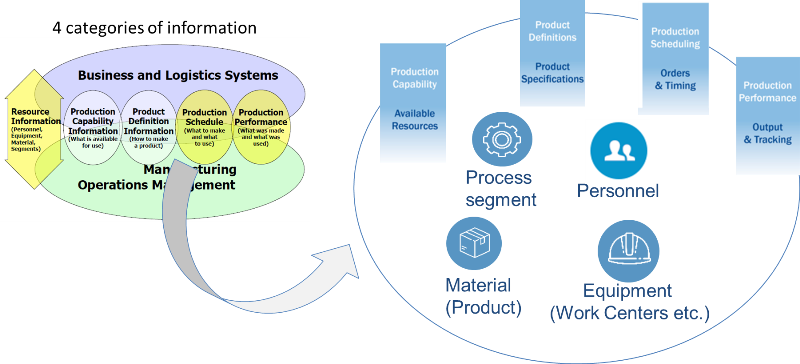 4 categories of information
Business and Logistics Systems
Resource
Information
(Personnel,
Equipment,
Material,
Segments)
Production
Capability
Information
(What is available
for use)
Product
Definition
Information
(How to make
a product)
Production
Schedule
(What to make
and what
to use)
Production
Performance
(What was made
and what was
used)
Manufacturing
Operations Management
Production
Capability
Available
Resources
Product
Definitions
Product
Specifications
Production
Scheduling
Orders
& Timing
Production
Performance
Output
& Tracking
Process
segment
Personnel
Material
(Product)
Equipment
(Work Centers etc.)